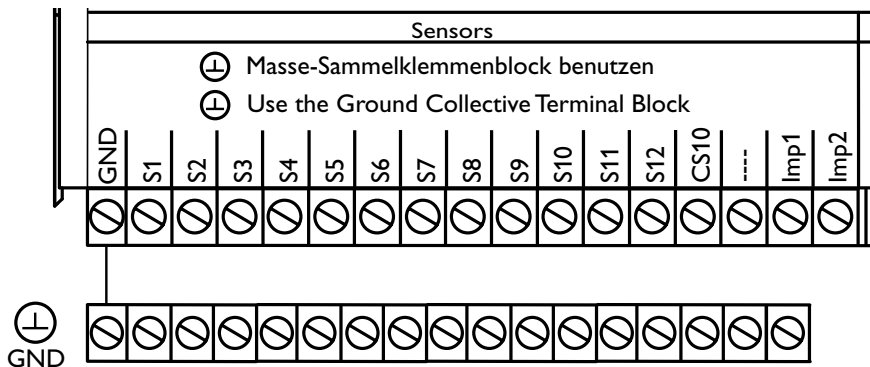 Sensors
Masse-Sammelklemmenblock benutzen
Use the Ground Collective Terminal Block
GND S1 S2 S3 S4 S5 S6 S7 S8 S9 S10 S11 S12 CS10 ---- Imp1 Imp2
GND